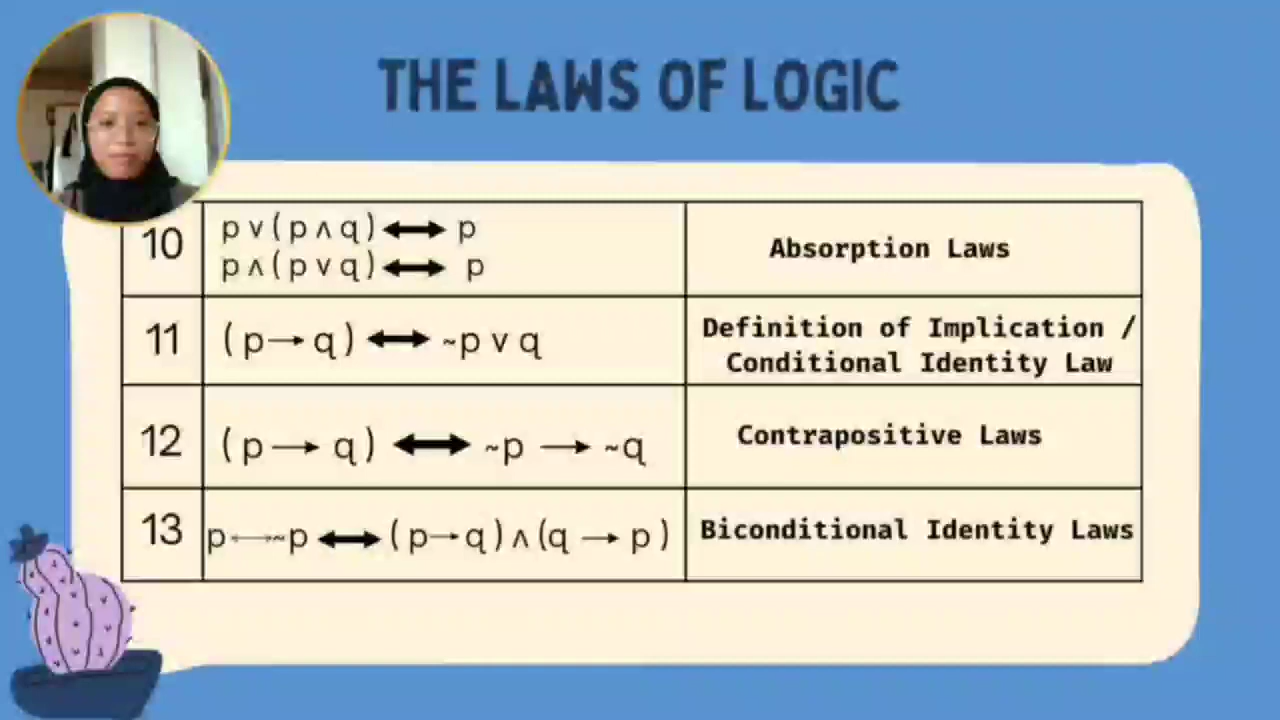 THE LAWS OF LOGIC
10
p ∨ ( p ∧ q ) ⟷ p
p ∧ ( p ∨ q ) ⟷ p
Absorption Laws
11
( p → q ) ⟷ ~p ∨ q
Definition of Implication /
Conditional Identity Law
12
( p → q ) ⟷ ~p → ~q
Contrapositive Laws
13
p ⟷~p ⟷ ( p → q ) ∧ (q → p )
Biconditional Identity Laws